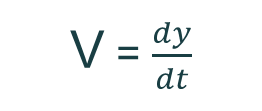 V = dy/dt